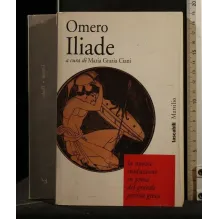 Omero
Iliade
a cura di Maria Grazia Ciani
tascabili Marsilio
la nuova
traduzione
in prosa
del grande
poema greco